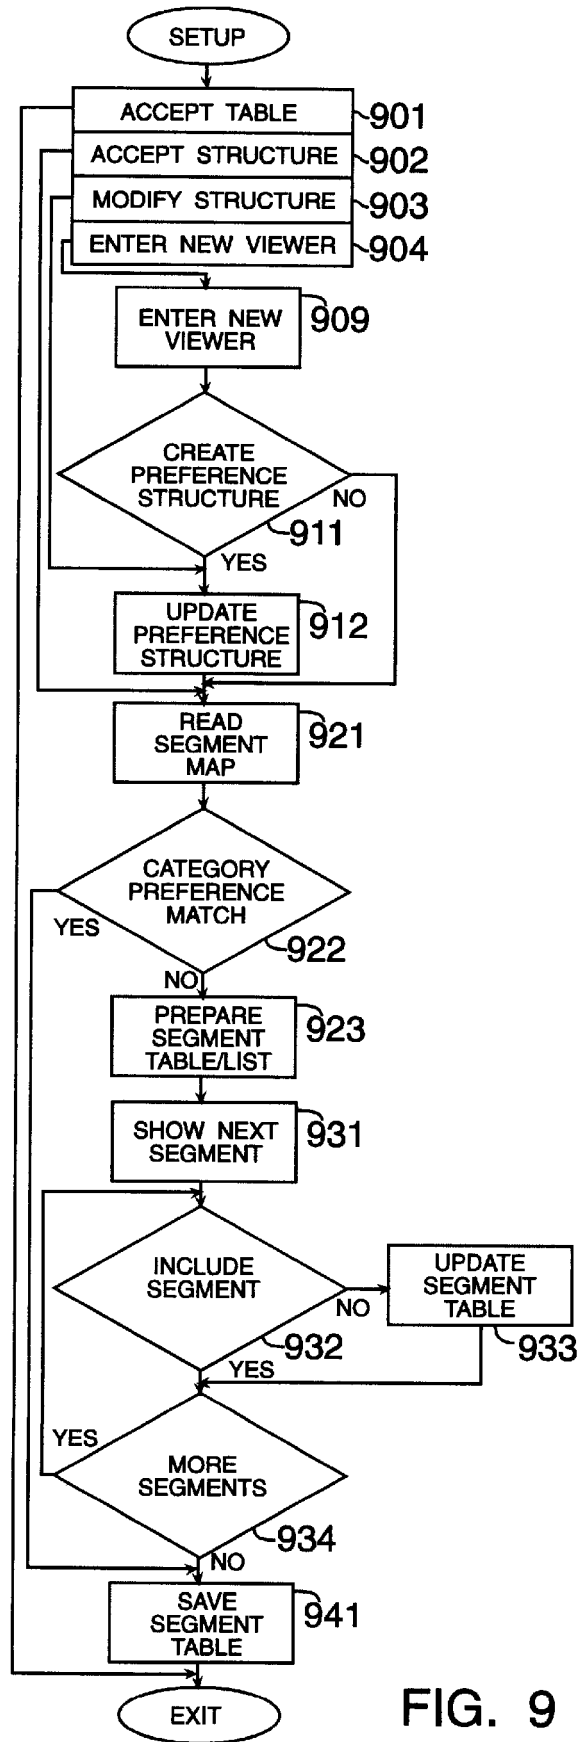 SETUP
ACCEPT TABLE
901
ACCEPT STRUCTURE
902
MODIFY STRUCTURE
903
ENTER NEW VIEWER
904
ENTER NEW
VIEWER
909
CREATE
PREFERENCE
STRUCTURE
NO
911
YES
UPDATE
PREFERENCE
STRUCTURE
912
READ
SEGMENT
MAP
921
CATEGORY
PREFERENCE
MATCH
YES
922
NO
PREPARE
SEGMENT
TABLE/LIST
923
SHOW NEXT
SEGMENT
931
INCLUDE
SEGMENT
NO
932
YES
UPDATE
SEGMENT
TABLE
933
YES
MORE
SEGMENTS
934
NO
SAVE
SEGMENT
TABLE
941
EXIT
FIG. 9